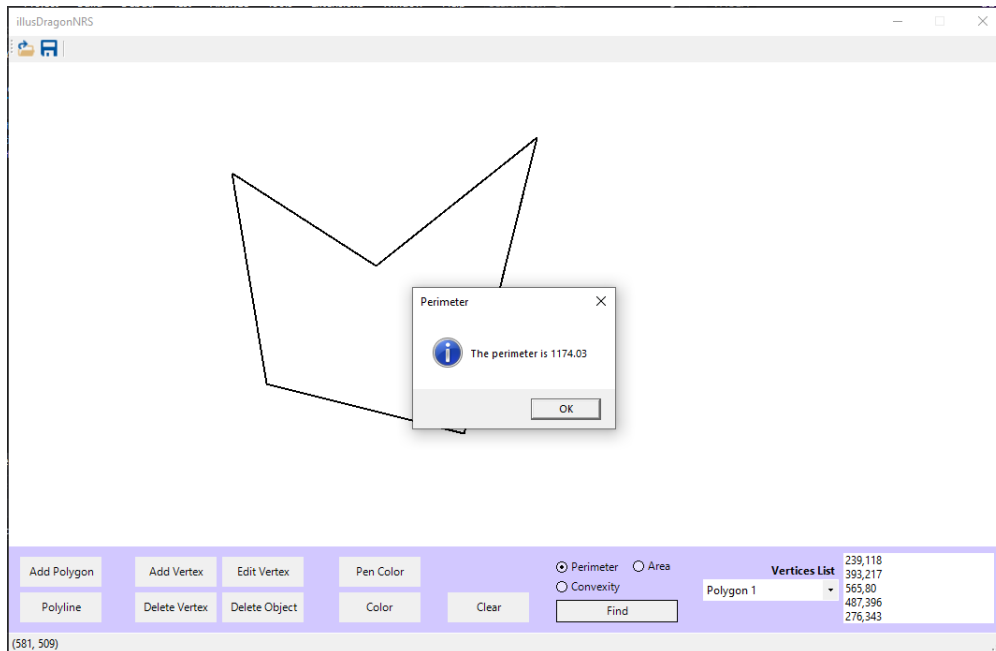 illusDragonNRS
Perimeter
The perimeter is 1174.03
OK
Add Polygon
Add Vertex
Edit Vertex
Pen Color
Perimeter
Area
Convexity
Vertices List
239,118
393,217
565,80
487,396
276,343
Polyline
Delete Vertex
Delete Object
Color
Clear
Find
Polygon 1
(581, 509)